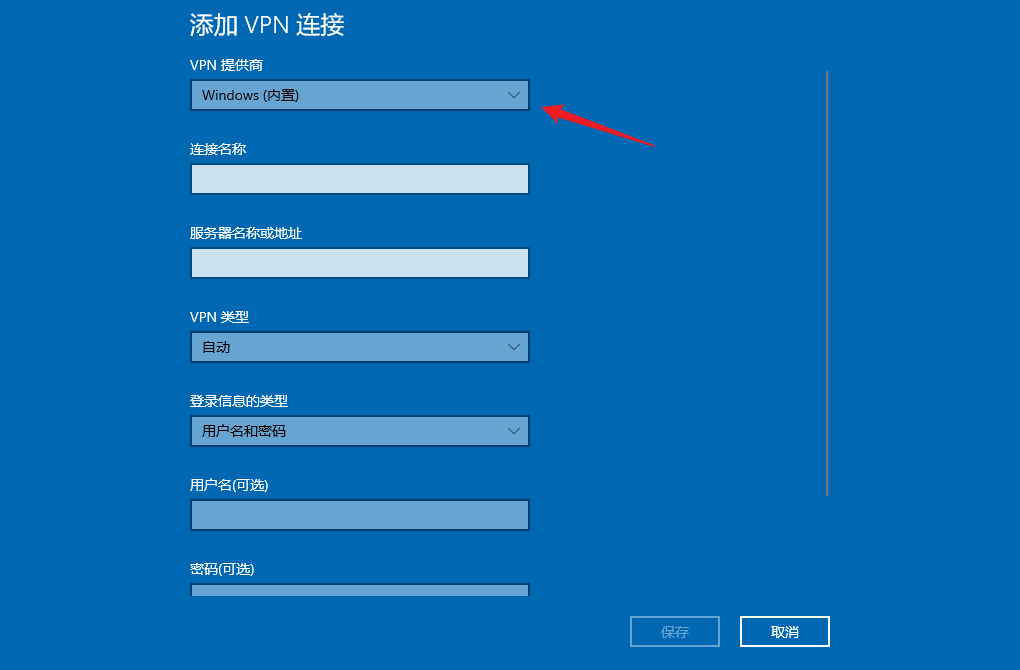 添加 VPN 连接
VPN 提供商
Windows (内置)
连接名称
服务器名称或地址
VPN 类型
自动
登录信息的类型
用户名和密码
用户名(可选)
密码(可选)
保存
取消